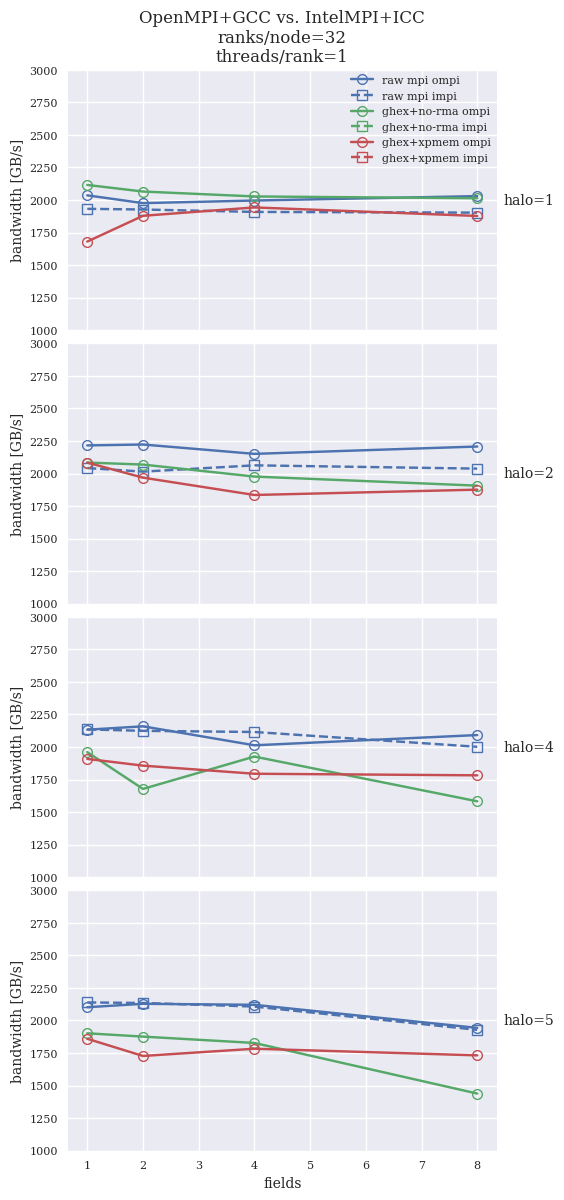 OpenMPI+GCC vs. IntelMPI+ICC
ranks/node=32
threads/rank=1
raw mpi ompi
raw mpi impi
ghex+no-rma ompi
ghex+no-rma impi
ghex+xpmem ompi
ghex+xpmem impi
3000
2750
2500
2250
2000
1750
1500
1250
1000
bandwidth [GB/s]
halo=1
3000
2750
2500
2250
2000
1750
1500
1250
1000
bandwidth [GB/s]
halo=2
3000
2750
2500
2250
2000
1750
1500
1250
1000
bandwidth [GB/s]
halo=4
3000
2750
2500
2250
2000
1750
1500
1250
1000
bandwidth [GB/s]
halo=5
1 2 3 4 5 6 7 8
fields